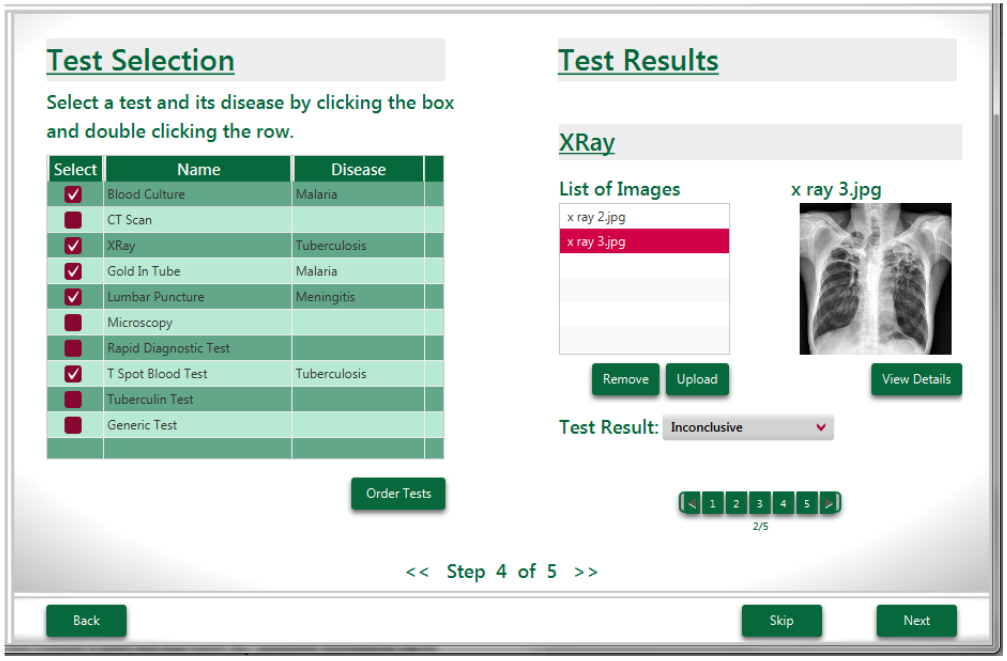 Test Selection
Select a test and its disease by clicking the box
and double clicking the row.
Select Name Disease
Blood Culture Malaria
CT Scan
XRay Tuberculosis
Gold In Tube Malaria
Lumbar Puncture Meningitis
Microscopy
Rapid Diagnostic Test
T Spot Blood Test Tuberculosis
Tuberculin Test
Generic Test
Order Tests
Test Results
XRay
List of Images
x ray 2.jpg
x ray 3.jpg
x ray 3.jpg
Remove Upload
View Details
Test Result: Inconclusive
1 2 3 4 5
2/5
<< Step 4 of 5 >>
Back Skip Next